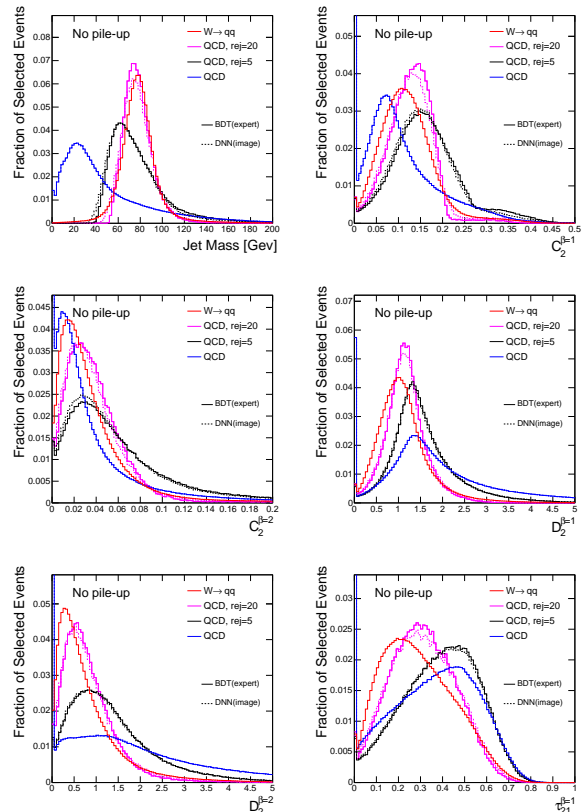 Fraction of Selected Events
No pile-up
W→qq
QCD, rej=20
QCD, rej=5
QCD
BDT(expert)
DNN(image)
0.08
0.07
0.06
0.05
0.04
0.03
0.02
0.01
0
0 20 40 60 80 100 120 140 160 180 200
Jet Mass [Gev]
Fraction of Selected Events
No pile-up
W→qq
QCD, rej=20
QCD, rej=5
QCD
BDT(expert)
DNN(image)
0.05
0.04
0.03
0.02
0.01
0
0 0.05 0.1 0.15 0.2 0.25 0.3 0.35 0.4 0.45 0.5
C₂^β=1
Fraction of Selected Events
No pile-up
W→qq
QCD, rej=20
QCD, rej=5
QCD
BDT(expert)
DNN(image)
0.045
0.04
0.035
0.03
0.025
0.02
0.015
0.01
0.005
0
0 0.02 0.04 0.06 0.08 0.1 0.12 0.14 0.16 0.18 0.2
C₂^β=2
Fraction of Selected Events
No pile-up
W→qq
QCD, rej=20
QCD, rej=5
QCD
BDT(expert)
DNN(image)
0.07
0.06
0.05
0.04
0.03
0.02
0.01
0
0 0.5 1 1.5 2 2.5 3 3.5 4 4.5 5
D₂^β=1
Fraction of Selected Events
No pile-up
W→qq
QCD, rej=20
QCD, rej=5
QCD
BDT(expert)
DNN(image)
0.05
0.04
0.03
0.02
0.01
0
0 0.5 1 1.5 2 2.5 3 3.5 4 4.5 5
D₂^β=2
Fraction of Selected Events
No pile-up
W→qq
QCD, rej=20
QCD, rej=5
QCD
BDT(expert)
DNN(image)
0.03
0.025
0.02
0.015
0.01
0.005
0.000
0 0.1 0.2 0.3 0.4 0.5 0.6 0.7 0.8 0.9 1
τ₂₁^β=1